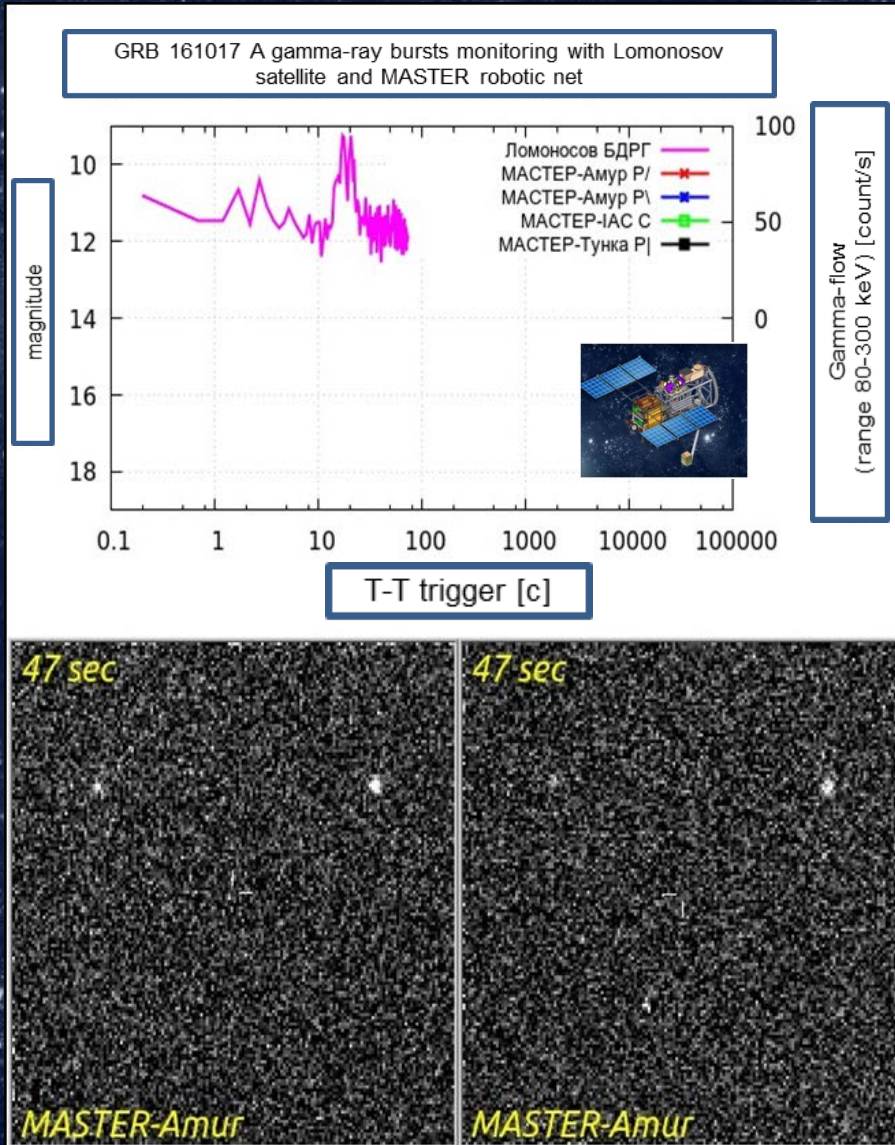 GRB 161017 A gamma-ray bursts monitoring with Lomonosov
satellite and MASTER robotic net
magnitude
10
12
14
16
18
100
50
0
Ломоносов БДРГ
МАСТЕР-Амур P/
МАСТЕР-Амур P\
МАСТЕР-IAC C
МАСТЕР-Тунка P|
Gamma-flow
(range 80-300 keV) [count/s]
0.1 1 10 100 1000 10000 100000
T-T trigger [c]
47 sec
MASTER-Amur
47 sec
MASTER-Amur